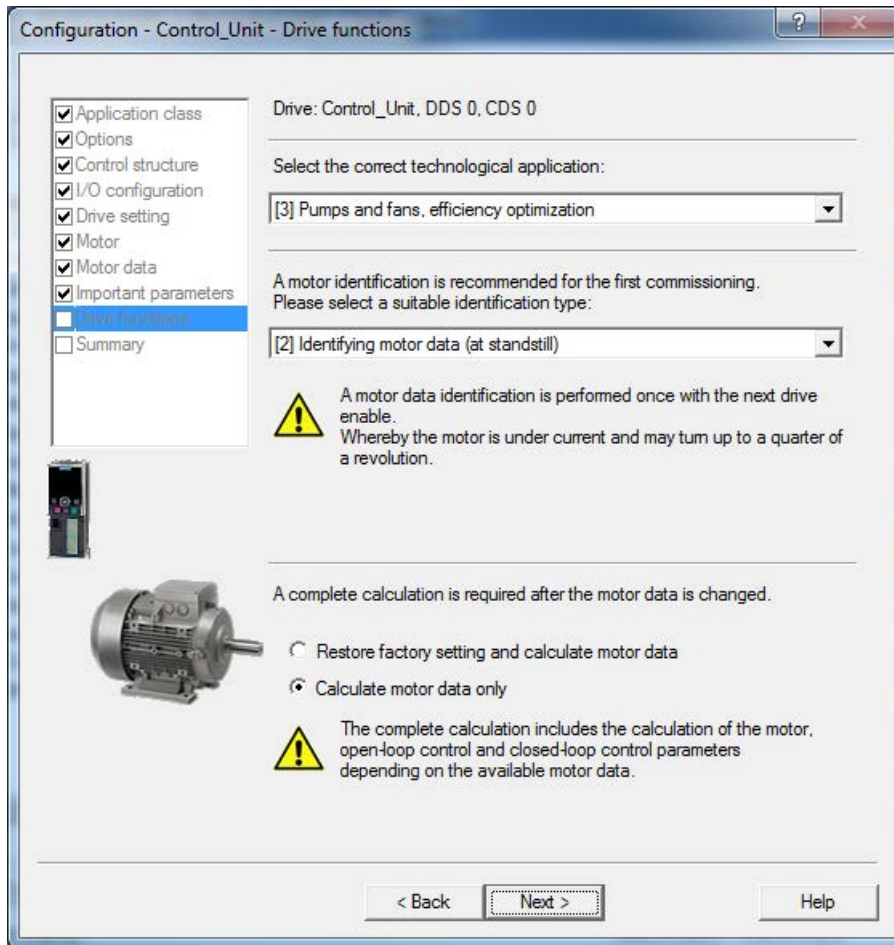 Configuration - Control_Unit - Drive functions
?
X
Application class
Options
Control structure
I/O configuration
Drive setting
Motor
Motor data
Important parameters
Drive functions
Summary
Drive: Control_Unit, DDS 0, CDS 0
Select the correct technological application:
[3] Pumps and fans, efficiency optimization
A motor identification is recommended for the first commissioning.
Please select a suitable identification type:
[2] Identifying motor data (at standstill)
A motor data identification is performed once with the next drive
enable.
Whereby the motor is under current and may turn up to a quarter of
a revolution.
A complete calculation is required after the motor data is changed.
Restore factory setting and calculate motor data
Calculate motor data only
The complete calculation includes the calculation of the motor,
open-loop control and closed-loop control parameters
depending on the available motor data.
< Back
Next >
Help